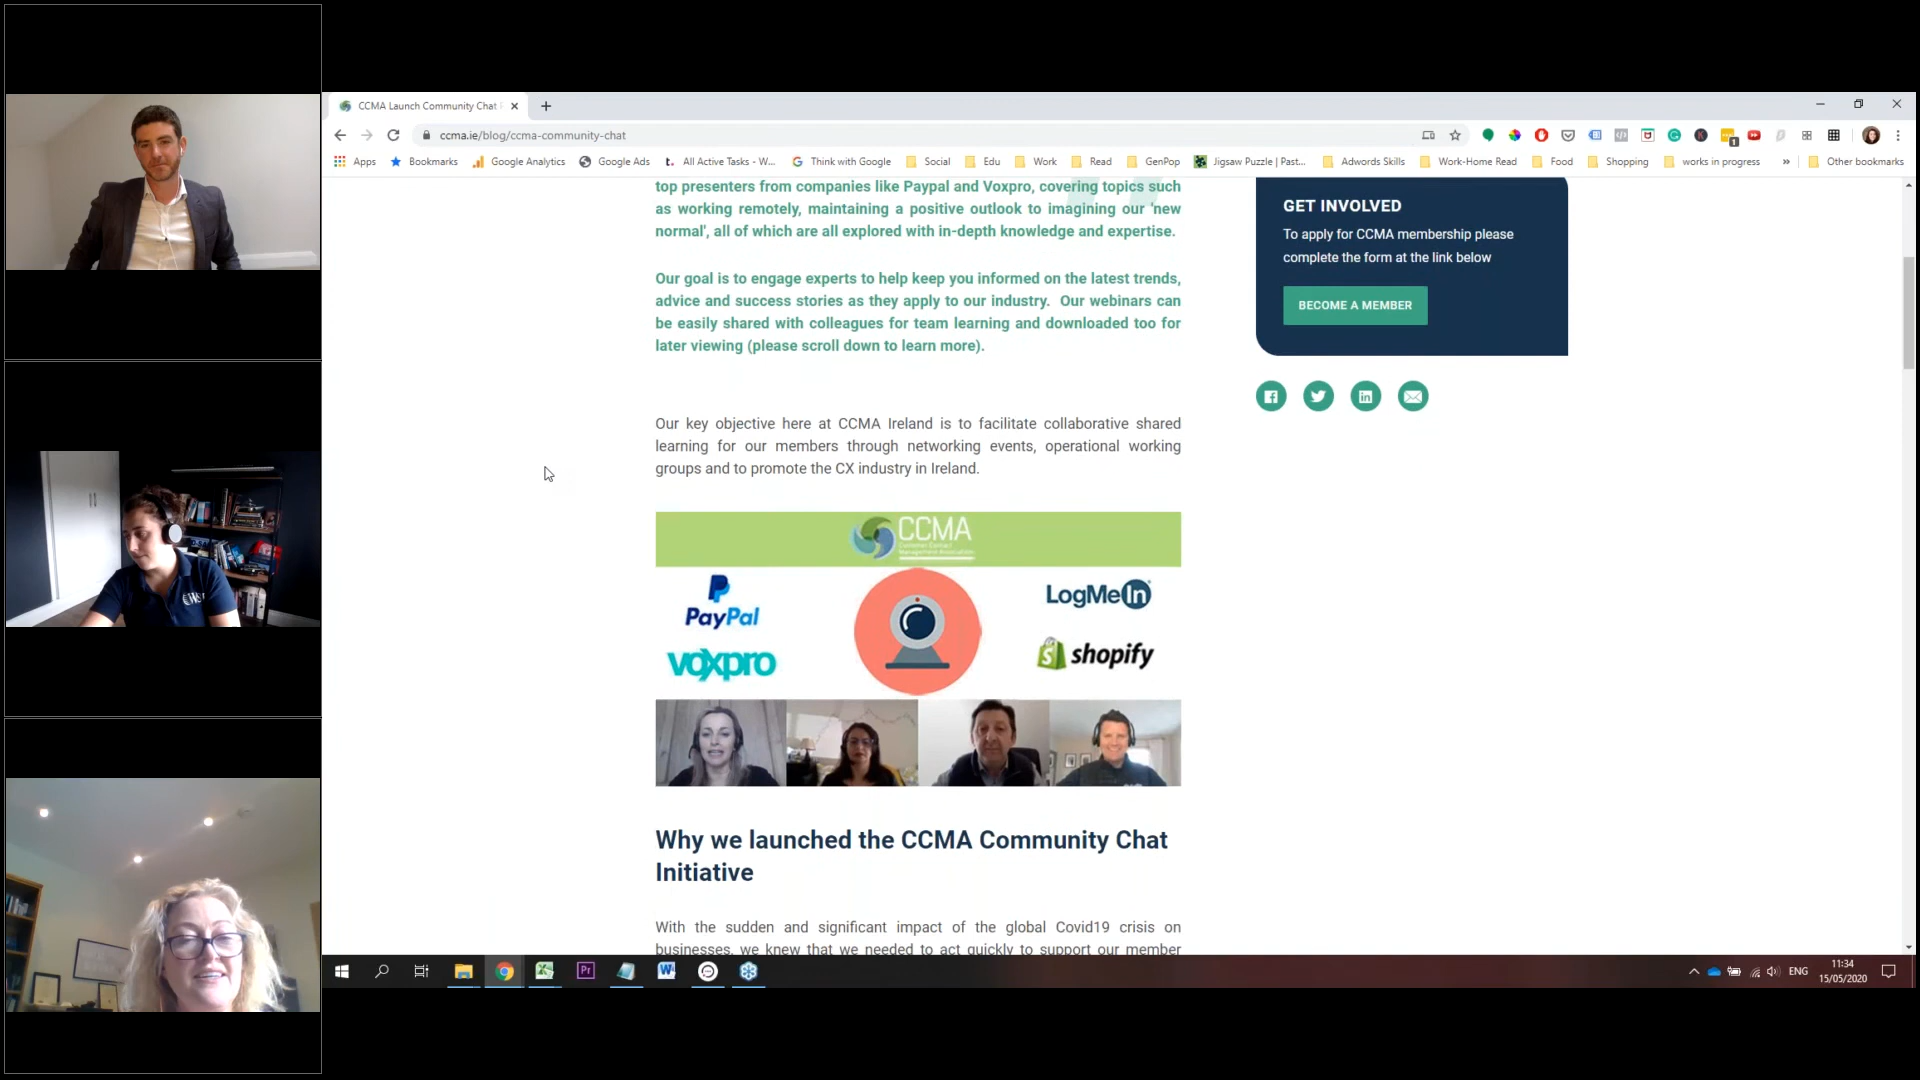 CCMA Launch Community Chat
ccma.ie/blog/ccma-community-chat
Apps
Bookmarks
Google Analytics
Google Ads
All Active Tasks - W...
Think with Google
Social
Edu
Work
Read
GenPop
Jigsaw Puzzle | Past...
Adwords Skills
Work-Home Read
Food
Shopping
works in progress
»
Other bookmarks
top presenters from companies like Paypal and Voxpro, covering topics such
as working remotely, maintaining a positive outlook to imagining our 'new
normal', all of which are all explored with in-depth knowledge and expertise.
Our goal is to engage experts to help keep you informed on the latest trends,
advice and success stories as they apply to our industry. Our webinars can
be easily shared with colleagues for team learning and downloaded too for
later viewing (please scroll down to learn more).
GET INVOLVED
To apply for CCMA membership please
complete the form at the link below
BECOME A MEMBER
Our key objective here at CCMA Ireland is to facilitate collaborative shared
learning for our members through networking events, operational working
groups and to promote the CX industry in Ireland.
CCMA
Customer Contact
Management Association
PayPal
LogMeIn
voxpro
shopify
Why we launched the CCMA Community Chat
Initiative
With the sudden and significant impact of the global Covid19 crisis on
businesses, we knew that we needed to act quickly to support our member
Pr
W
ENG
11:34
15/05/2020